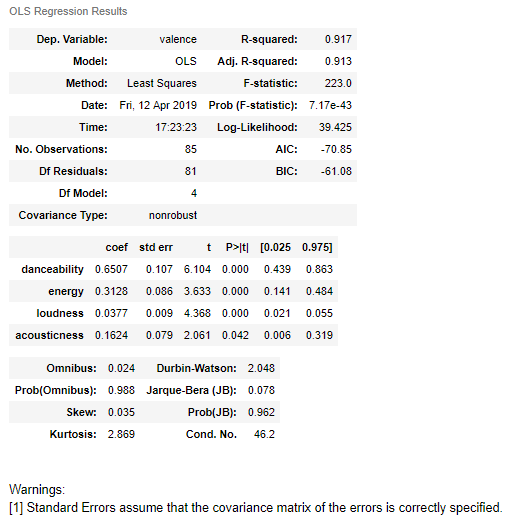 OLS Regression Results
Dep. Variable: valence R-squared: 0.917
Model: OLS Adj. R-squared: 0.913
Method: Least Squares F-statistic: 223.0
Date: Fri, 12 Apr 2019 Prob (F-statistic): 7.17e-43
Time: 17:23:23 Log-Likelihood: 39.425
No. Observations: 85 AIC: -70.85
Df Residuals: 81 BIC: -61.08
Df Model: 4
Covariance Type: nonrobust
coef std err t P>|t| [0.025 0.975]
danceability 0.6507 0.107 6.104 0.000 0.439 0.863
energy 0.3128 0.086 3.633 0.000 0.141 0.484
loudness 0.0377 0.009 4.368 0.000 0.021 0.055
acousticness 0.1624 0.079 2.061 0.042 0.006 0.319
Omnibus: 0.024 Durbin-Watson: 2.048
Prob(Omnibus): 0.988 Jarque-Bera (JB): 0.078
Skew: 0.035 Prob(JB): 0.962
Kurtosis: 2.869 Cond. No. 46.2
Warnings:
[1] Standard Errors assume that the covariance matrix of the errors is correctly specified.